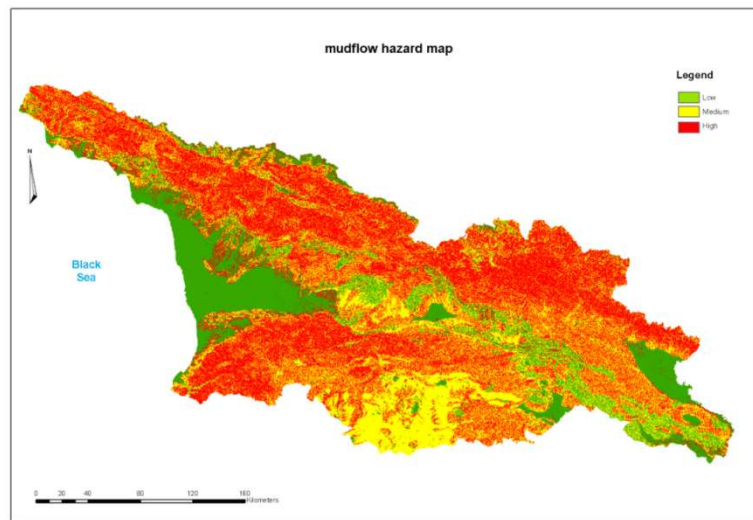 mudflow hazard map
Legend
Low
Medium
High
N
Black
Sea
0 20 40 80 120 160
Kilometers